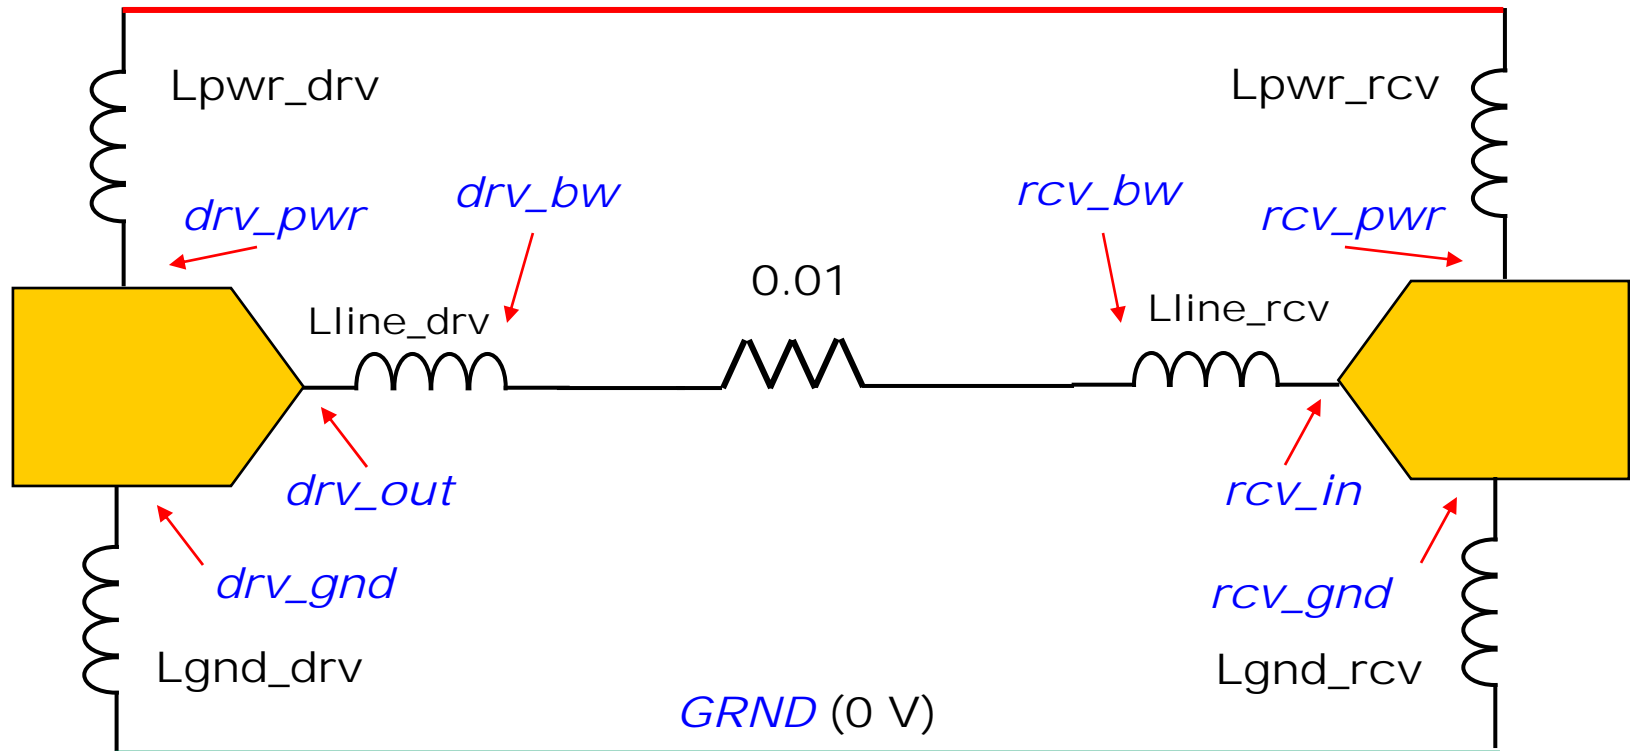 Lpwr_drv
Lpwr_rcv
drv_pwr
drv_bw
rcv_bw
rcv_pwr
0.01
Lline_drv
Lline_rcv
drv_out
rcv_in
drv_gnd
rcv_gnd
Lgnd_drv
Lgnd_rcv
GRND (0 V)